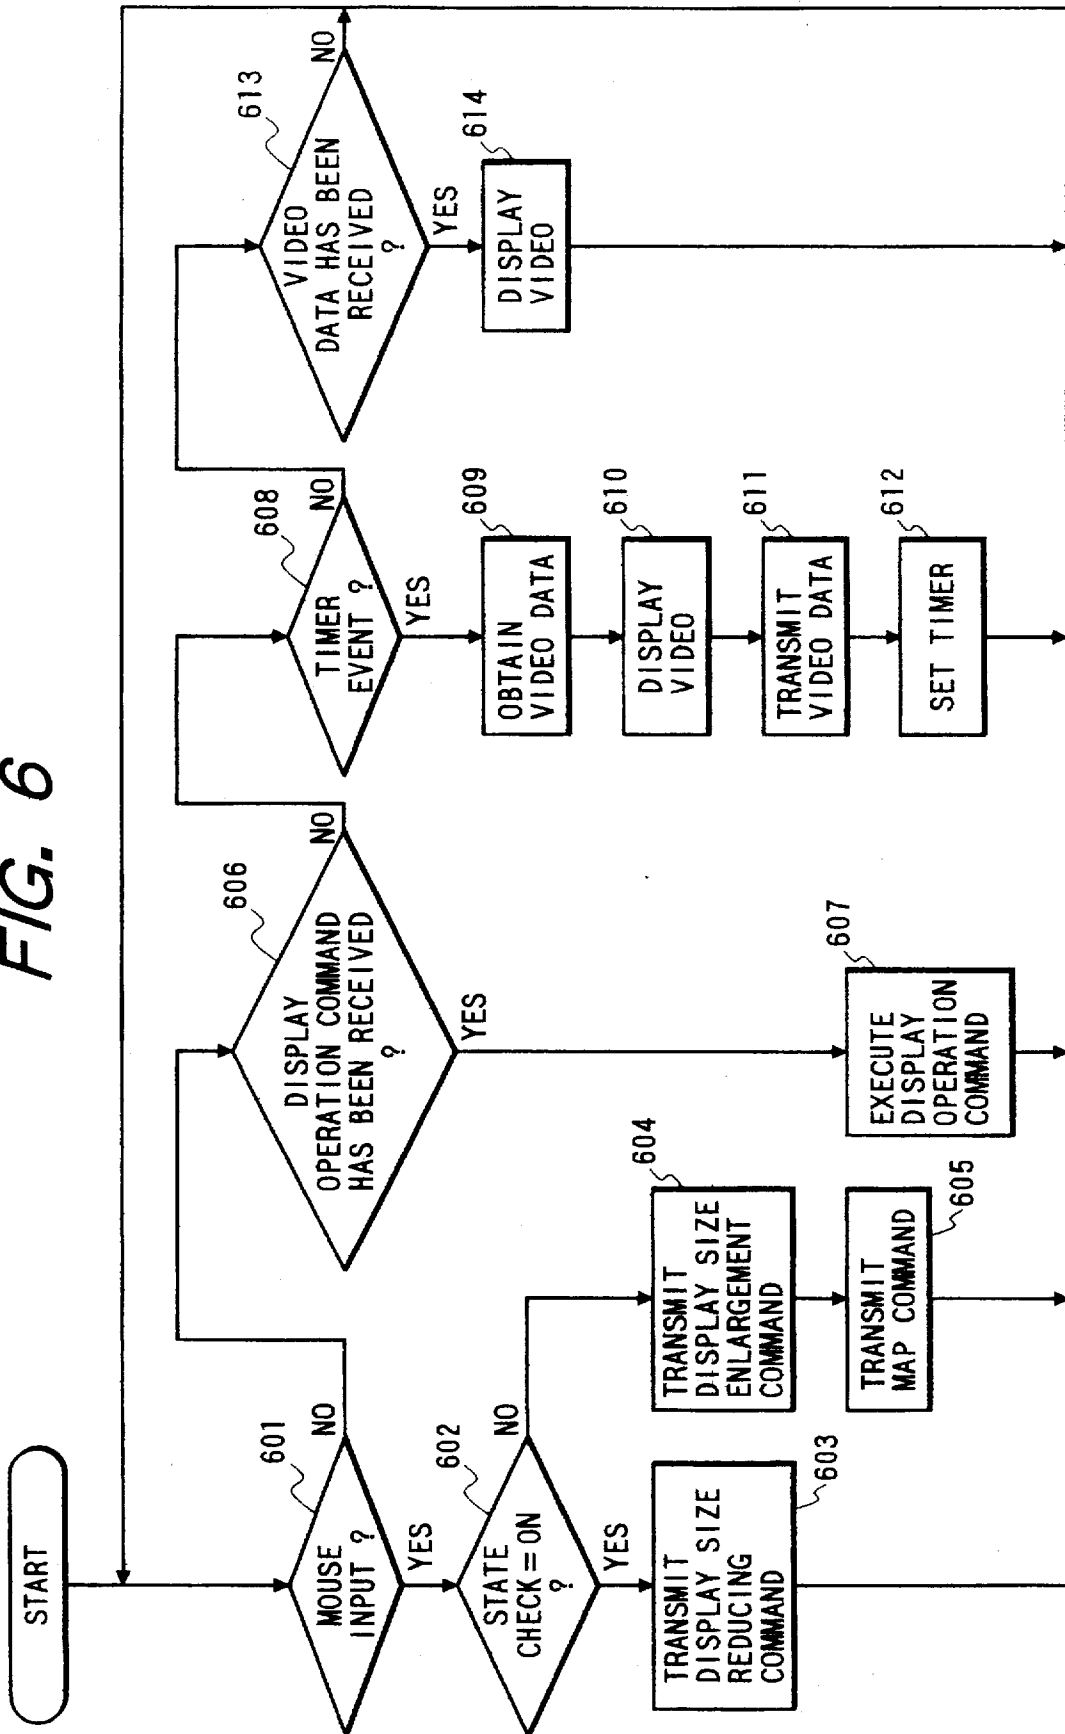 FIG. 6
START
601
MOUSE
INPUT ?
NO
YES
602
STATE
CHECK = ON
?
NO
YES
603
TRANSMIT
DISPLAY SIZE
REDUCING
COMMAND
604
TRANSMIT
DISPLAY SIZE
ENLARGEMENT
COMMAND
605
TRANSMIT
MAP COMMAND
606
DISPLAY
OPERATION COMMAND
HAS BEEN RECEIVED
?
NO
YES
607
EXECUTE
DISPLAY
OPERATION
COMMAND
608
TIMER
EVENT ?
NO
YES
609
OBTAIN
VIDEO DATA
610
DISPLAY
VIDEO
611
TRANSMIT
VIDEO DATA
612
SET TIMER
613
VIDEO
DATA HAS BEEN
RECEIVED
?
NO
YES
614
DISPLAY
VIDEO